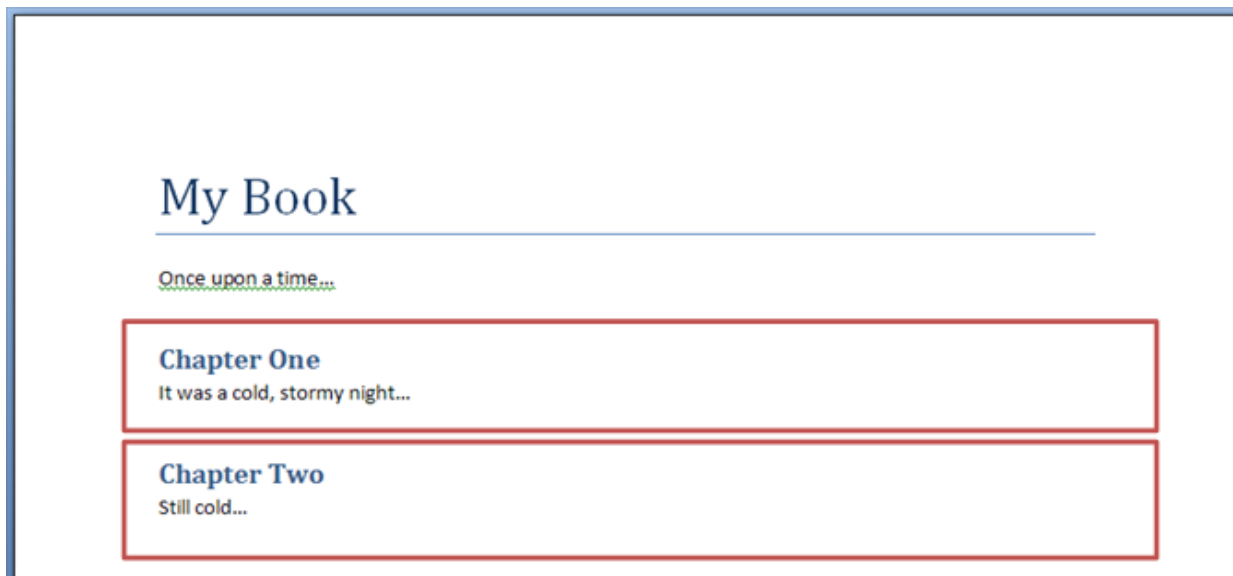 My Book
Once upon a time…
Chapter One
It was a cold, stormy night…
Chapter Two
Still cold…